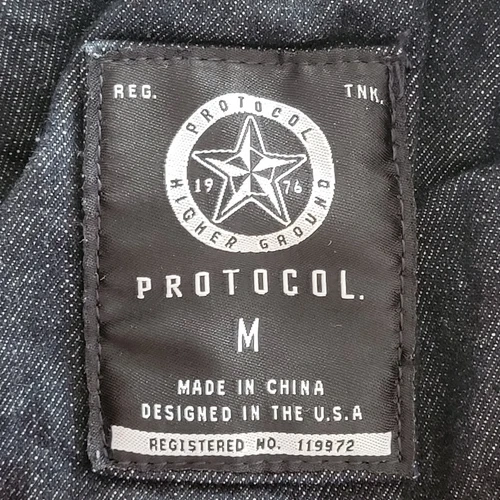 REG. TNK.
PROTOCOL
19 76
HIGHER GROUND
PROTOCOL.
M
MADE IN CHINA
DESIGNED IN THE U.S.A
REGISTERED NO. 119972